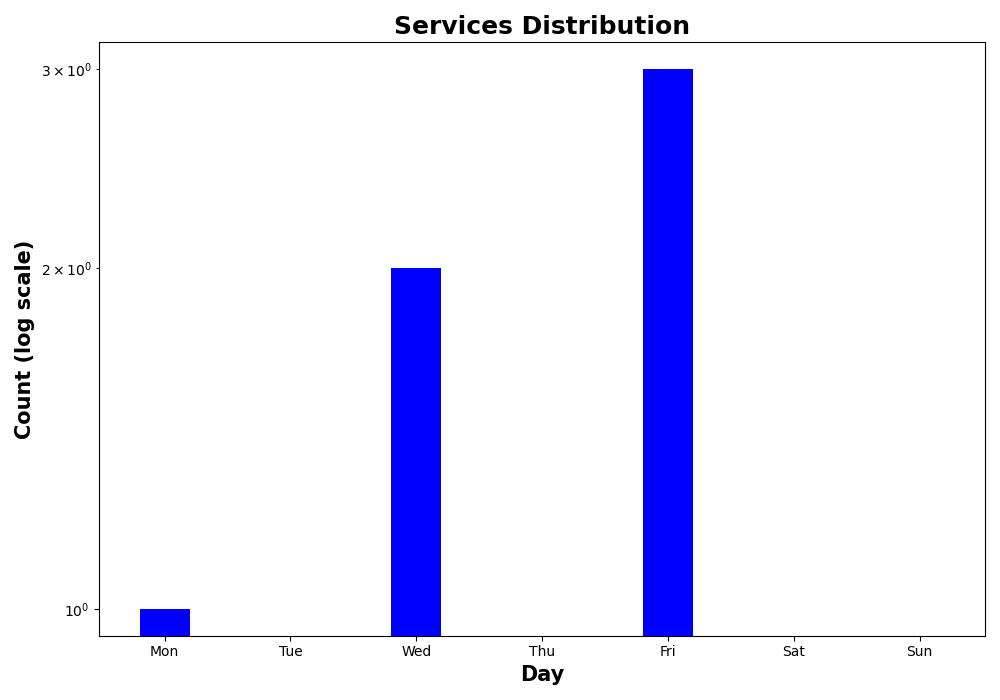 Services Distribution
3 × 10⁰
2 × 10⁰
10⁰
Count (log scale)
Mon Tue Wed Thu Fri Sat Sun
Day